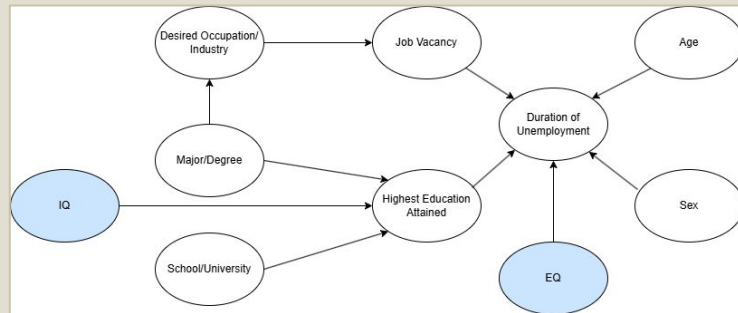 Desired Occupation/
Industry
Job Vacancy
Age
Duration of
Unemployment
Major/Degree
IQ
Highest Education
Attained
Sex
School/University
EQ